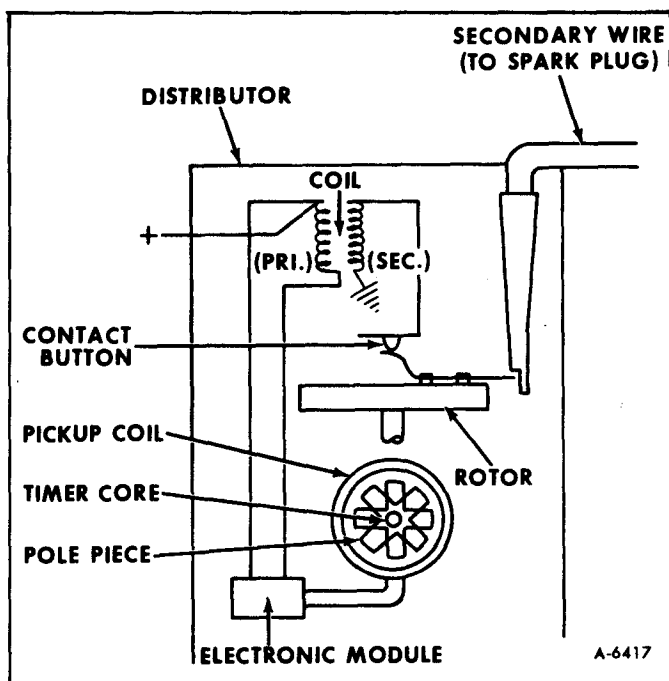 SECONDARY WIRE
(TO SPARK PLUG)
DISTRIBUTOR
COIL
+
(PRI.)
(SEC.)
CONTACT
BUTTON
PICKUP COIL
ROTOR
TIMER CORE
POLE PIECE
ELECTRONIC MODULE
A-6417